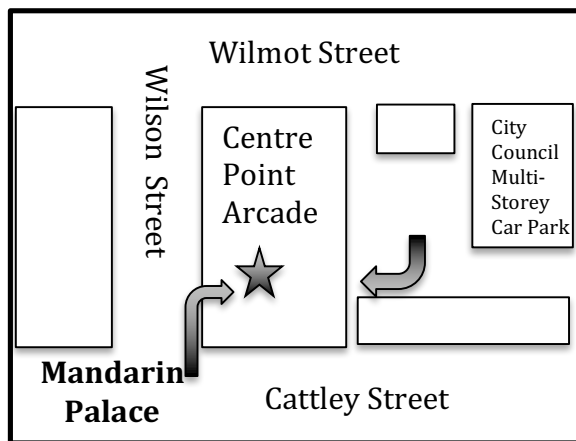 Wilmot Street
Wilson Street
Centre
Point
Arcade
City
Council
Multi-
Storey
Car Park
Mandarin
Palace
Cattley Street